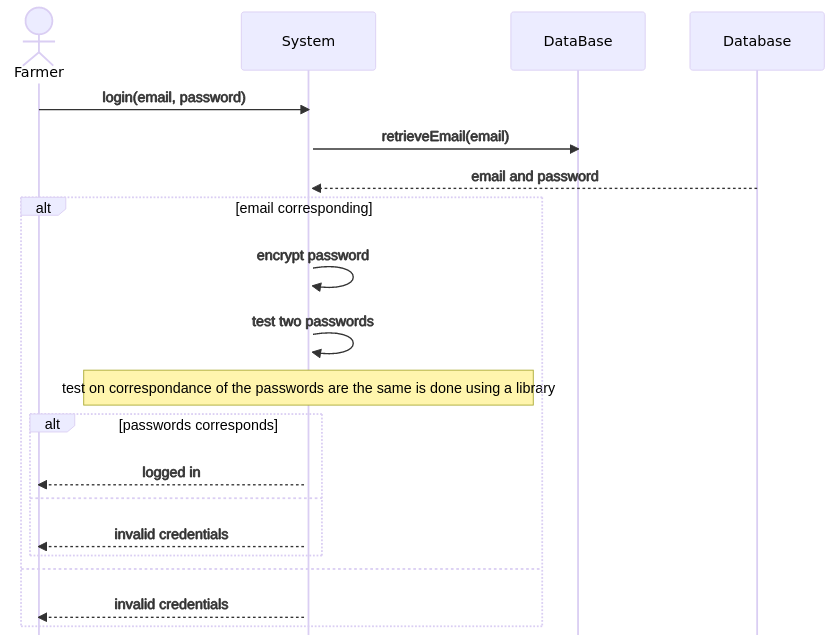 Farmer
System
DataBase
Database
login(email, password)
retrieveEmail(email)
email and password
alt
[email corresponding]
encrypt password
test two passwords
test on correspondance of the passwords are the same is done using a library
alt
[passwords corresponds]
logged in
invalid credentials
invalid credentials